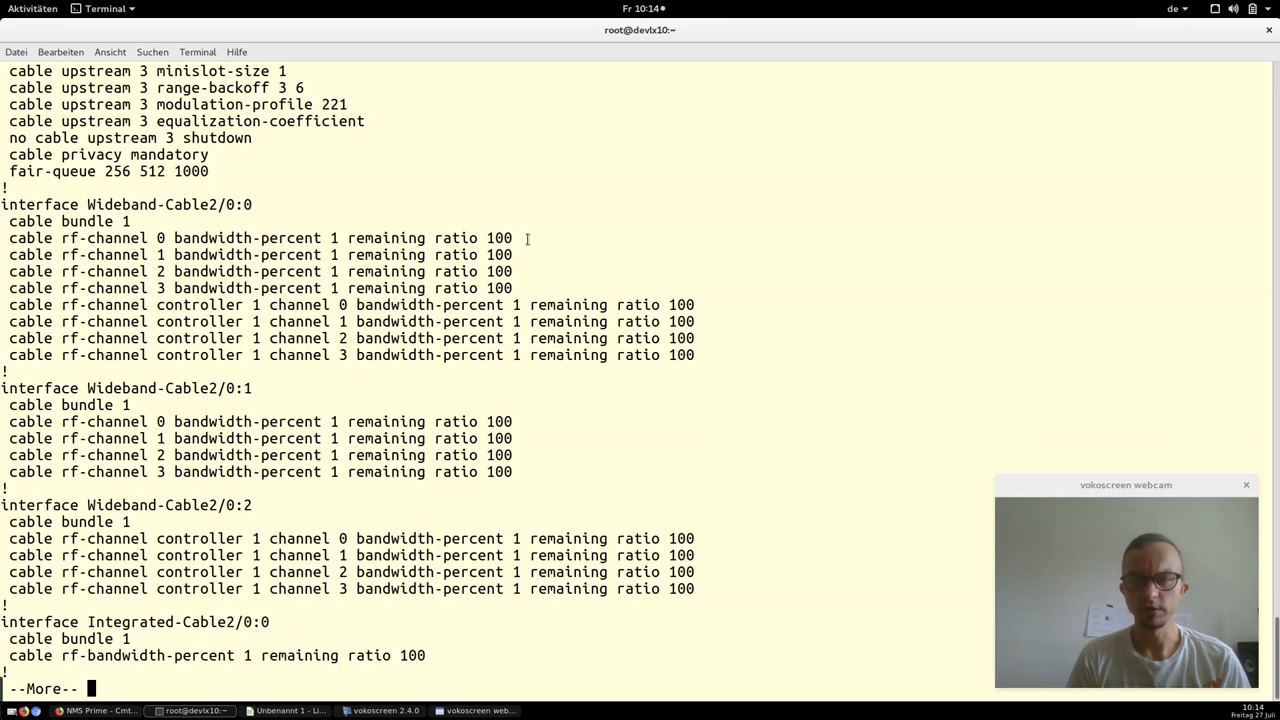 Aktivitäten Terminal Fr 10:14 de
root@devlx10:~
Datei Bearbeiten Ansicht Suchen Terminal Hilfe
cable upstream 3 minislot-size 1
cable upstream 3 range-backoff 3 6
cable upstream 3 modulation-profile 221
cable upstream 3 equalization-coefficient
no cable upstream 3 shutdown
cable privacy mandatory
fair-queue 256 512 1000
!
interface Wideband-Cable2/0:0
cable bundle 1
cable rf-channel 0 bandwidth-percent 1 remaining ratio 100
cable rf-channel 1 bandwidth-percent 1 remaining ratio 100
cable rf-channel 2 bandwidth-percent 1 remaining ratio 100
cable rf-channel 3 bandwidth-percent 1 remaining ratio 100
cable rf-channel controller 1 channel 0 bandwidth-percent 1 remaining ratio 100
cable rf-channel controller 1 channel 1 bandwidth-percent 1 remaining ratio 100
cable rf-channel controller 1 channel 2 bandwidth-percent 1 remaining ratio 100
cable rf-channel controller 1 channel 3 bandwidth-percent 1 remaining ratio 100
!
interface Wideband-Cable2/0:1
cable bundle 1
cable rf-channel 0 bandwidth-percent 1 remaining ratio 100
cable rf-channel 1 bandwidth-percent 1 remaining ratio 100
cable rf-channel 2 bandwidth-percent 1 remaining ratio 100
cable rf-channel 3 bandwidth-percent 1 remaining ratio 100
!
interface Wideband-Cable2/0:2
cable bundle 1
cable rf-channel controller 1 channel 0 bandwidth-percent 1 remaining ratio 100
cable rf-channel controller 1 channel 1 bandwidth-percent 1 remaining ratio 100
cable rf-channel controller 1 channel 2 bandwidth-percent 1 remaining ratio 100
cable rf-channel controller 1 channel 3 bandwidth-percent 1 remaining ratio 100
!
interface Integrated-Cable2/0:0
cable bundle 1
cable rf-bandwidth-percent 1 remaining ratio 100
!
--More--
vokoscreen webcam
NMS Prime - Cmt... root@devlx10:~ Unbenannt 1 - Li... vokoscreen 2.4.0 vokoscreen web... 10:14
Freitag 27 Juli